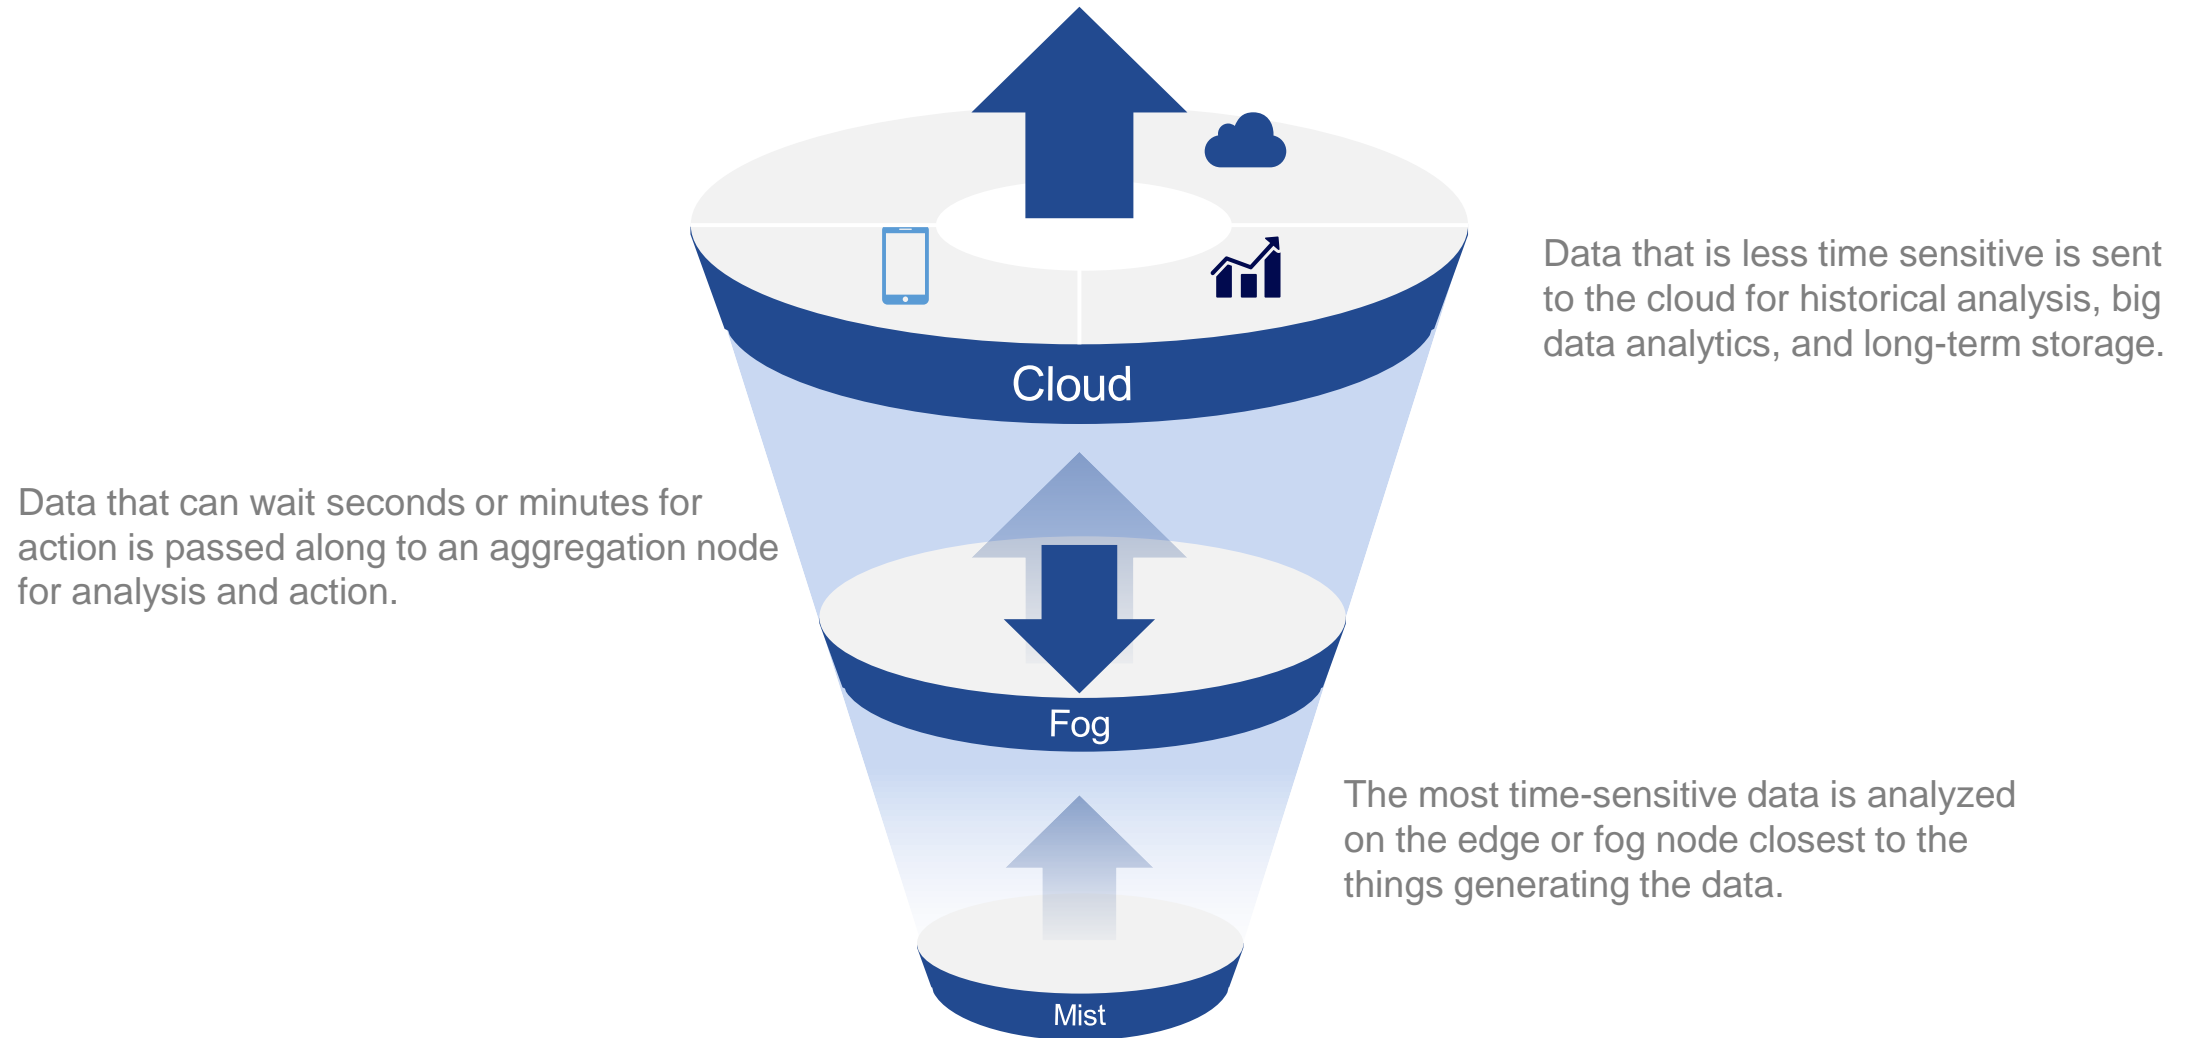 Data that is less time sensitive is sent
to the cloud for historical analysis, big
data analytics, and long-term storage.
Cloud
Data that can wait seconds or minutes for
action is passed along to an aggregation node
for analysis and action.
Fog
The most time-sensitive data is analyzed
on the edge or fog node closest to the
things generating the data.
Mist